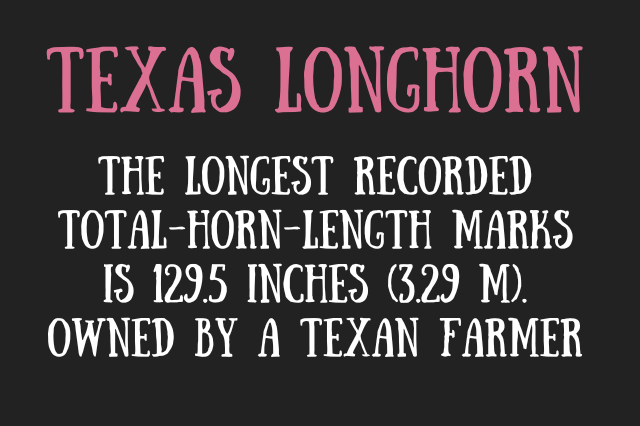 TEXAS LONGHORN
THE LONGEST RECORDED
TOTAL-HORN-LENGTH MARKS
IS 129.5 INCHES (3.29 M).
OWNED BY A TEXAN FARMER